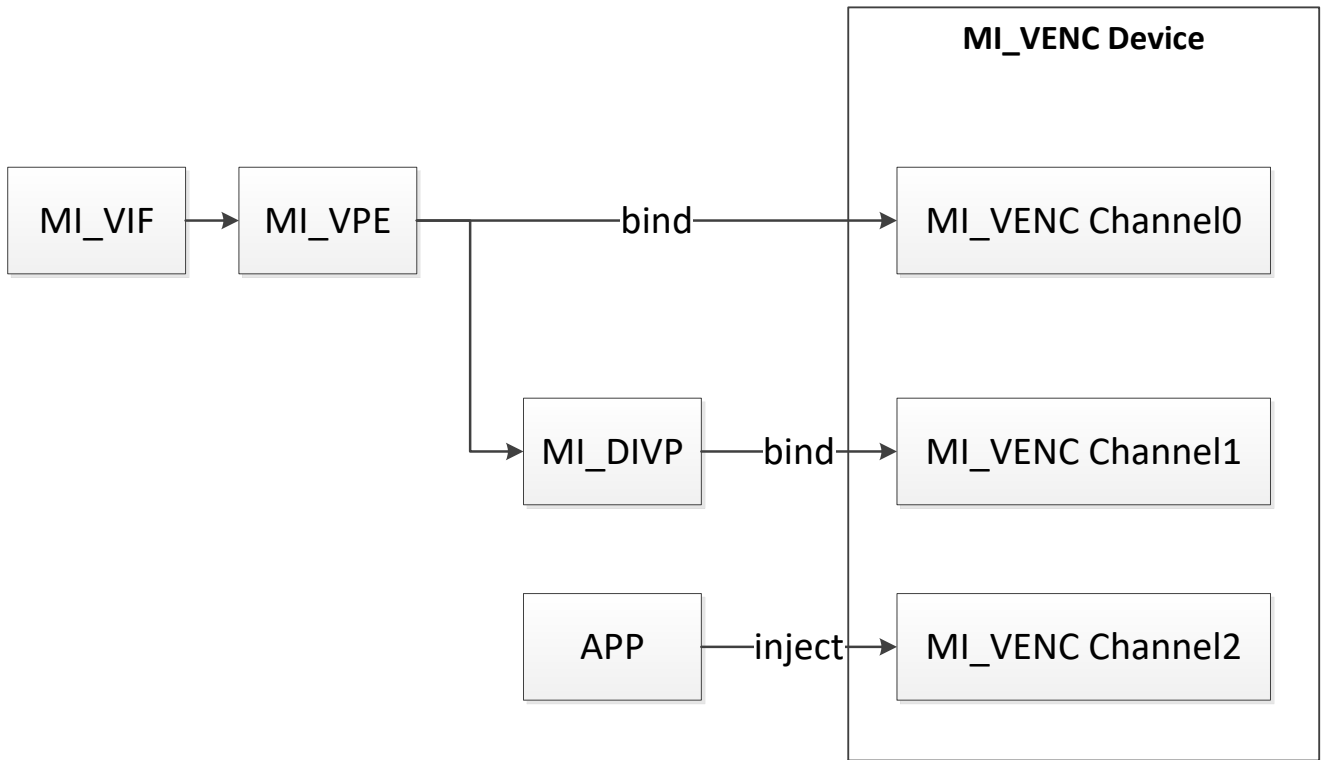 MI_VENC Device
MI_VIF
MI_VPE
bind
MI_VENC Channel0
MI_DIVP
bind
MI_VENC Channel1
APP
inject
MI_VENC Channel2